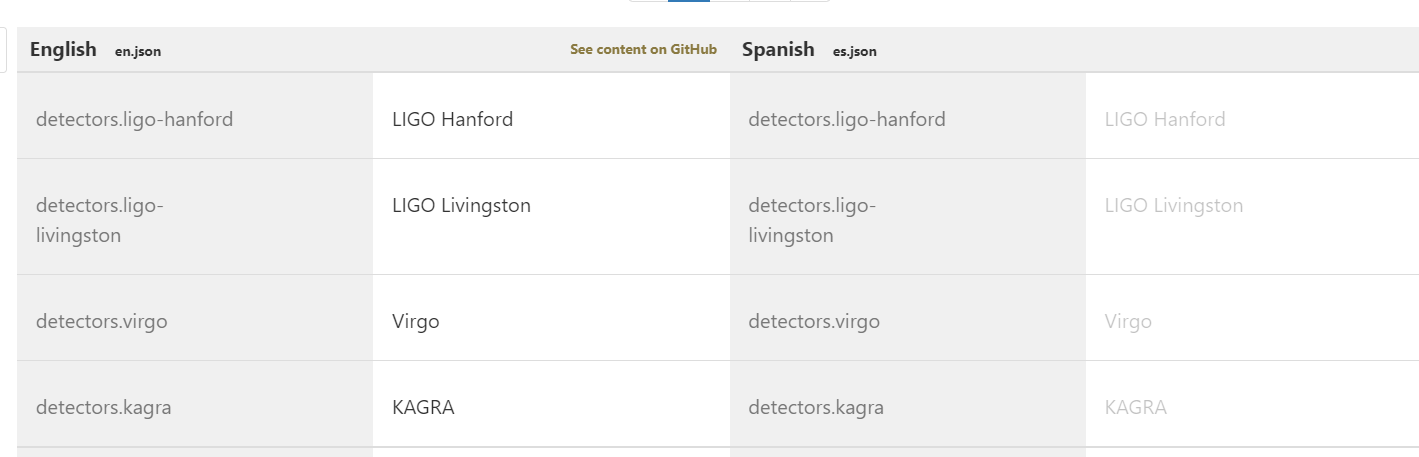 English en.json See content on GitHub Spanish es.json
detectors.ligo-hanford LIGO Hanford detectors.ligo-hanford LIGO Hanford
detectors.ligo- LIGO Livingston detectors.ligo- LIGO Livingston
livingston livingston
detectors.virgo Virgo detectors.virgo Virgo
detectors.kagra KAGRA detectors.kagra KAGRA